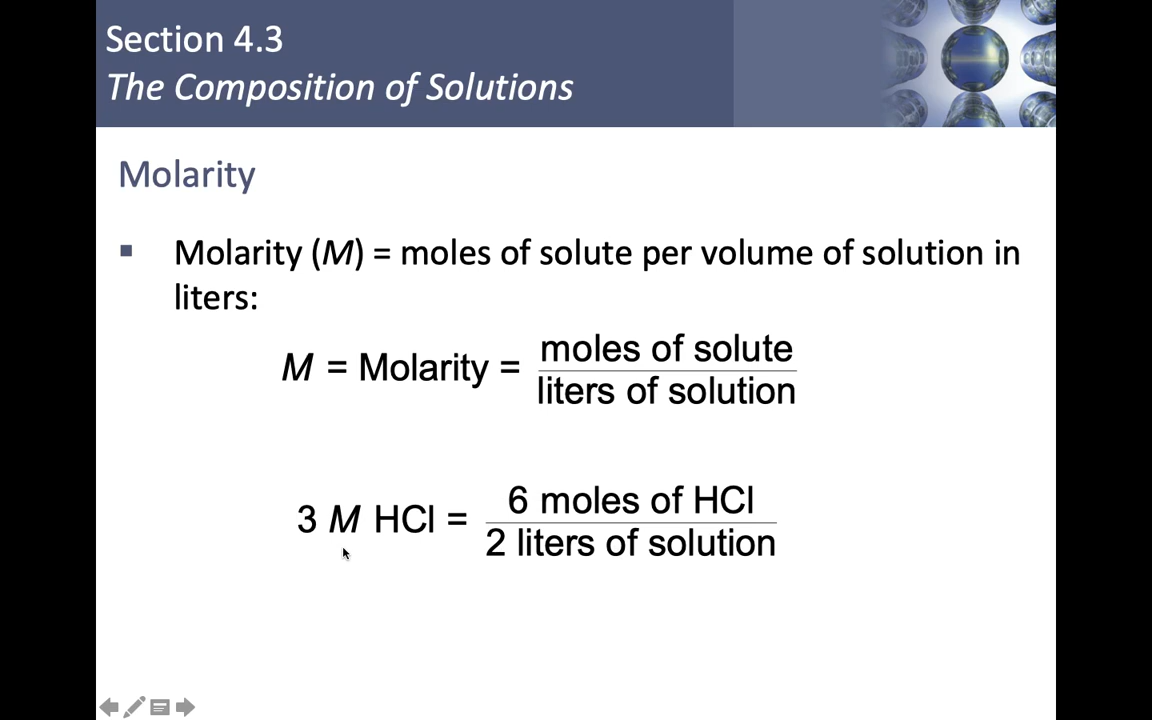 Section 4.3
The Composition of Solutions
Molarity
▪ Molarity (M) = moles of solute per volume of solution in
liters:
M = Molarity = moles of solute / liters of solution
3 M HCl = 6 moles of HCl / 2 liters of solution